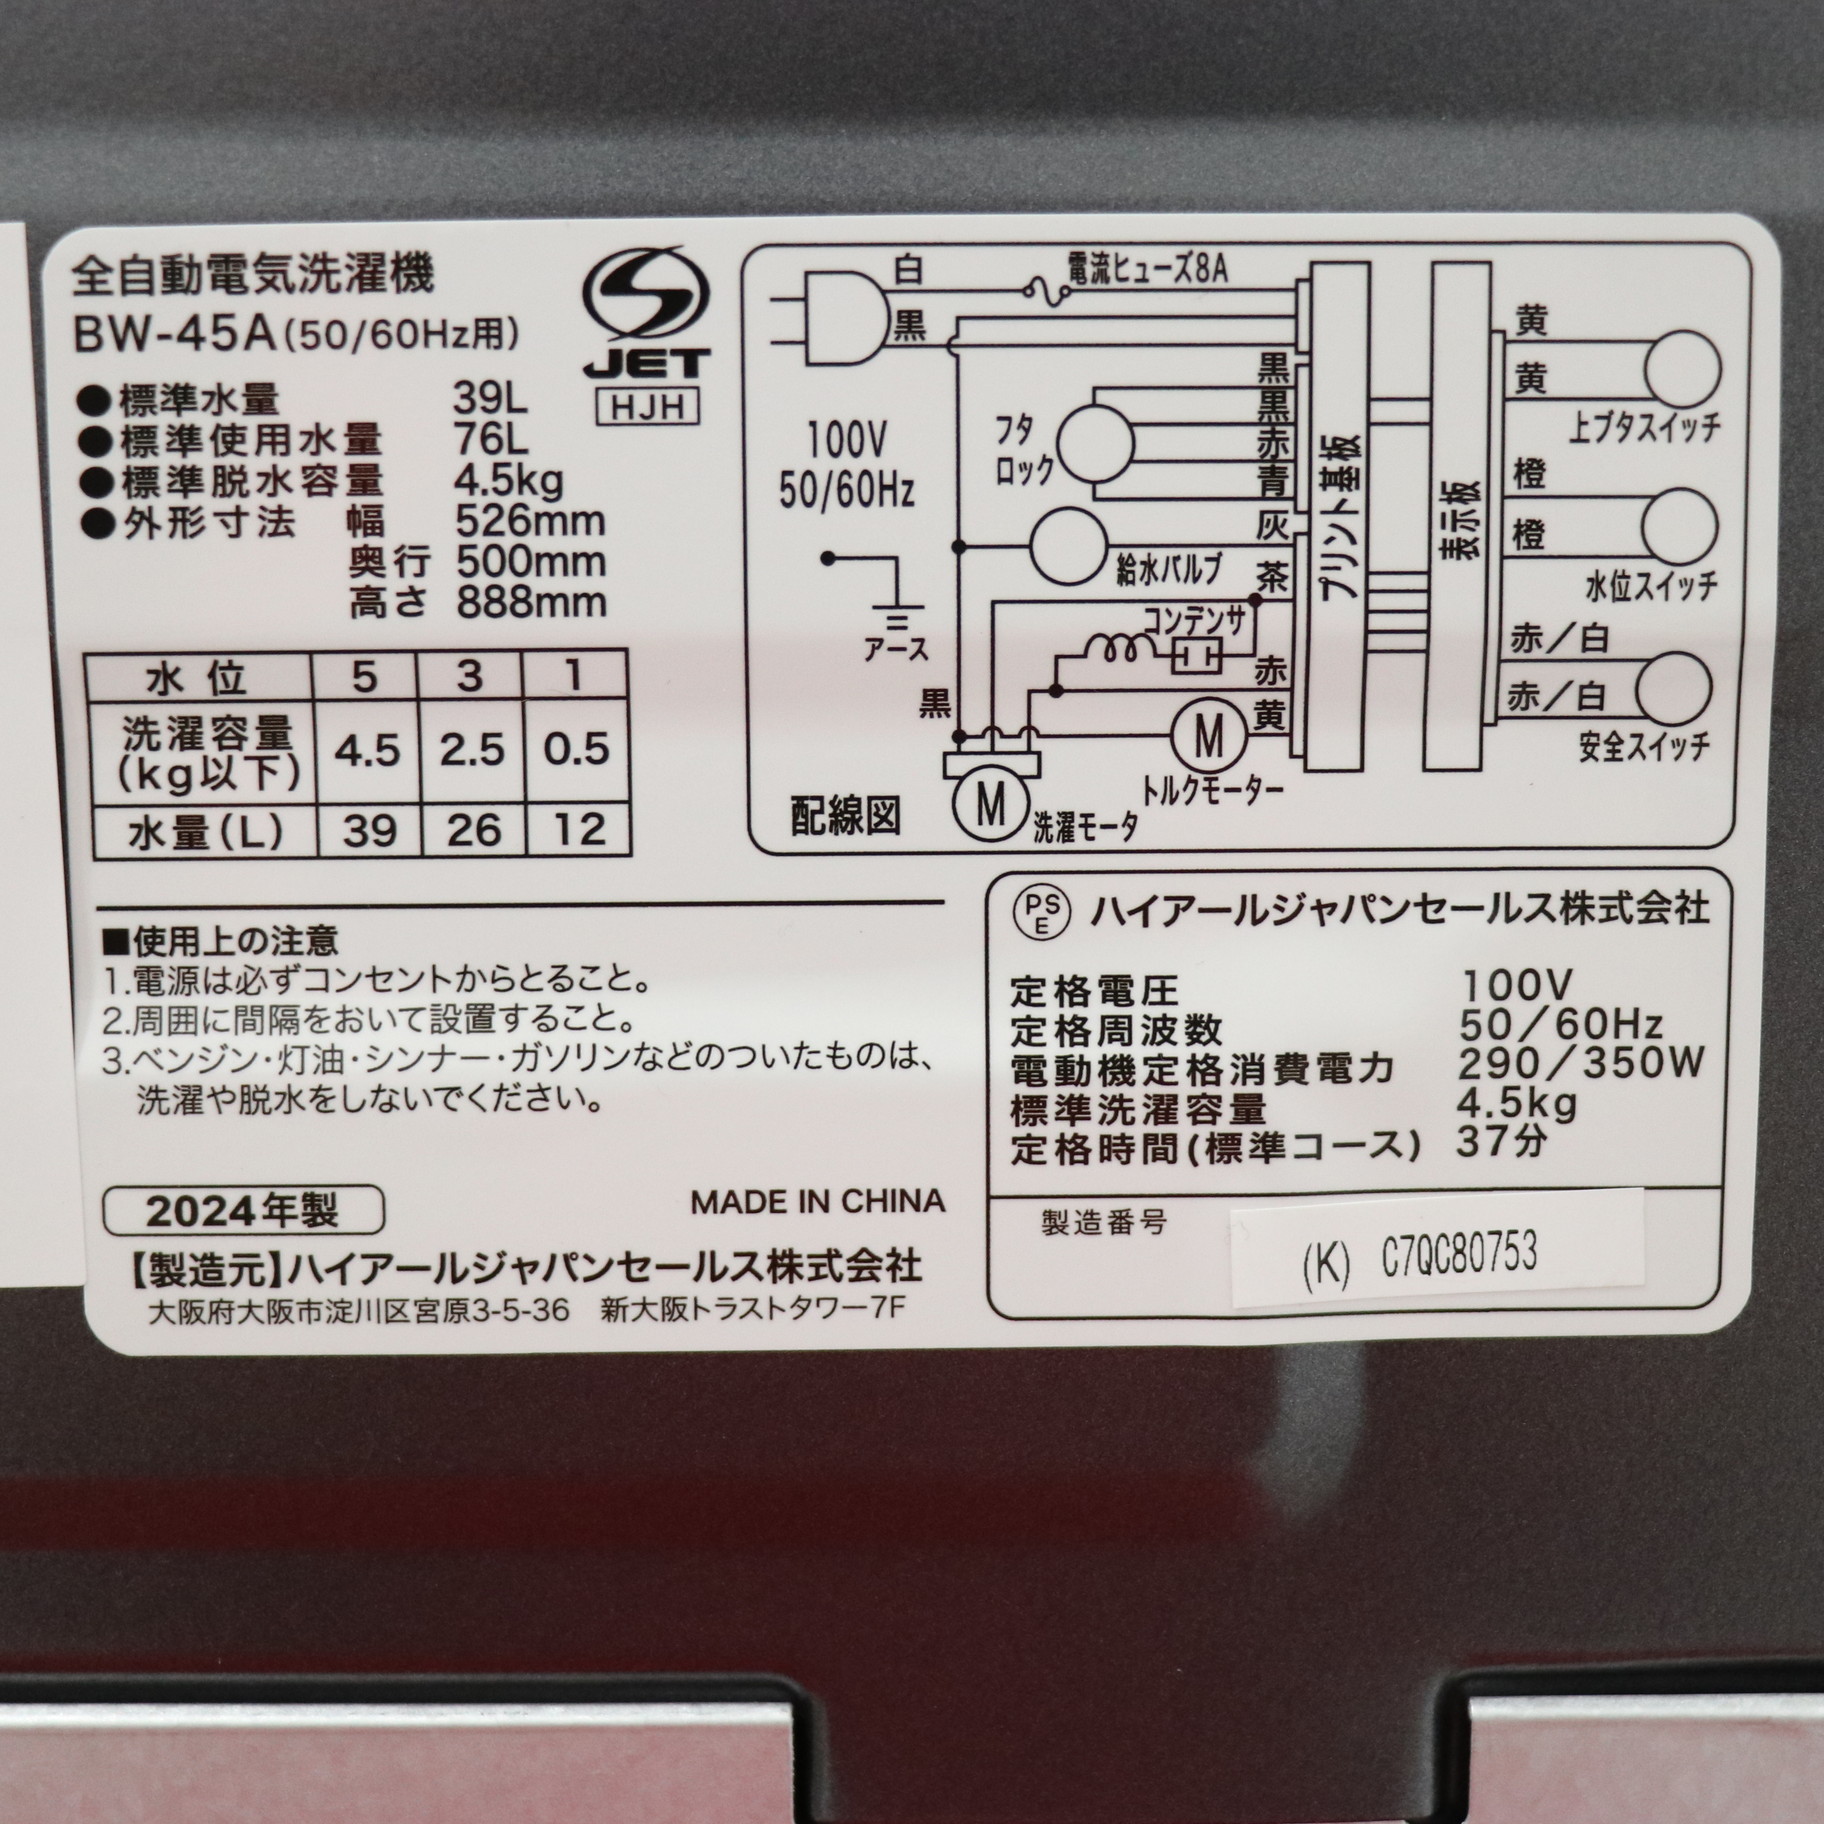 全自動電気洗濯機
BW-45A(50/60Hz用)
JET
HJH
●標準水量 39L
●標準使用水量 76L
●標準脱水容量 4.5kg
●外形寸法 幅 526mm
奥行 500mm
高さ 888mm
水位 5 3 1
洗濯容量(kg以下) 4.5 2.5 0.5
水量(L) 39 26 12
白
電流ヒューズ8A
黒
100V
50/60Hz
アース
フタ
ロック
黒
黒
赤
青
灰
給水バルブ
茶
コンデンサ
赤
黒
黄
M
トルクモーター
M
洗濯モータ
配線図
プリント基板
表示板
黄
黄
上ブタスイッチ
橙
橙
水位スイッチ
赤/白
赤/白
安全スイッチ
■使用上の注意
1.電源は必ずコンセントからとること。
2.周囲に間隔をおいて設置すること。
3.ベンジン・灯油・シンナー・ガソリンなどのついたものは、
洗濯や脱水をしないでください。
2024年製
MADE IN CHINA
【製造元】ハイアールジャパンセールス株式会社
大阪府大阪市淀川区宮原3-5-36 新大阪トラストタワー7F
PS
E
ハイアールジャパンセールス株式会社
定格電圧 100V
定格周波数 50/60Hz
電動機定格消費電力 290/350W
標準洗濯容量 4.5kg
定格時間(標準コース) 37分
製造番号 (K) C7QC80753